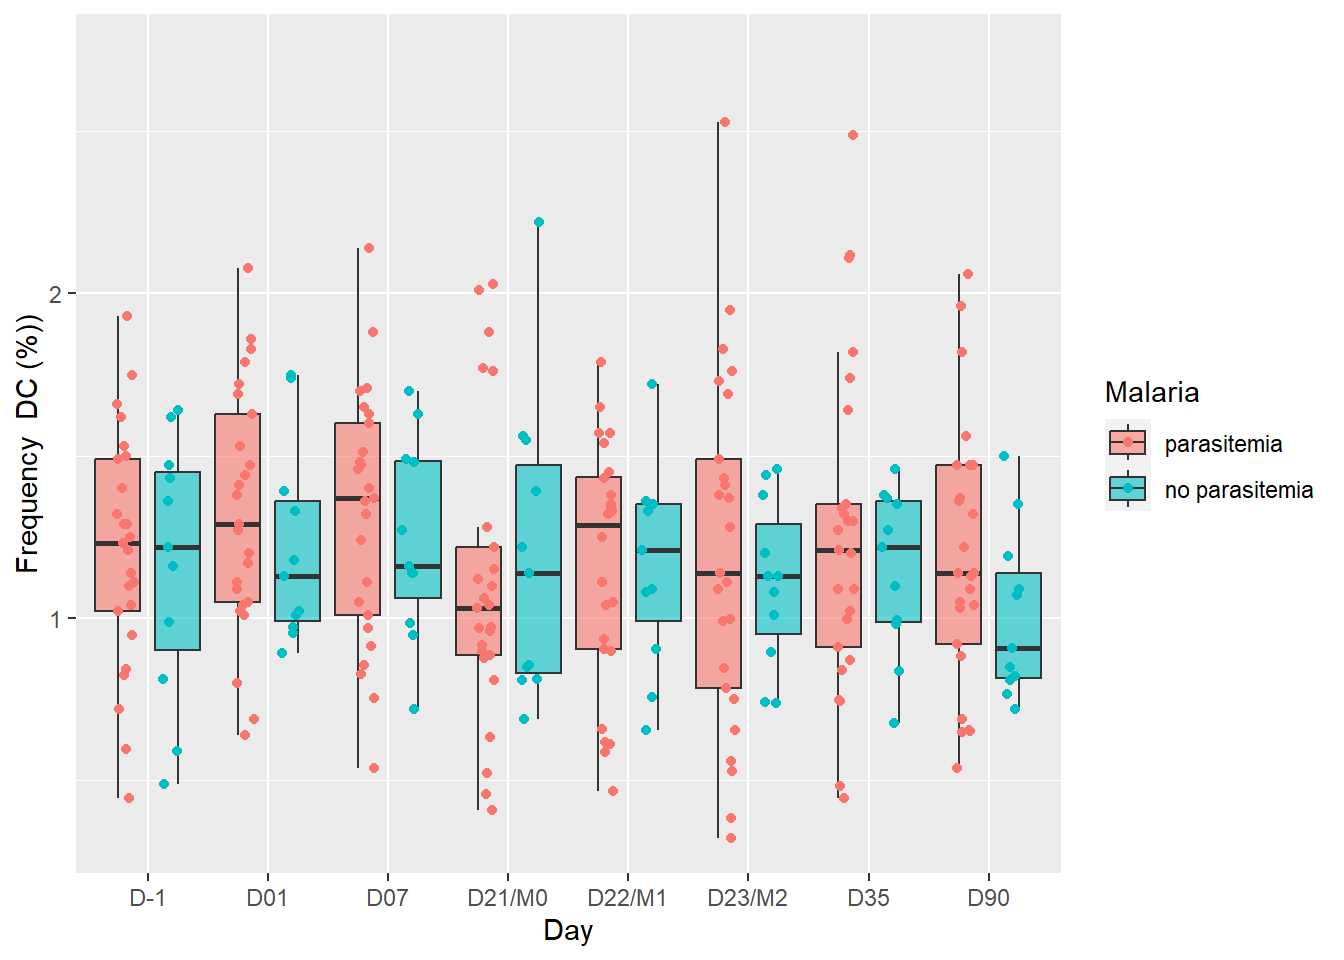 Frequency  DC (%))
2
1
D-1
D01
D07
D21/M0
D22/M1
D23/M2
D35
D90
Day
Malaria
parasitemia
no parasitemia